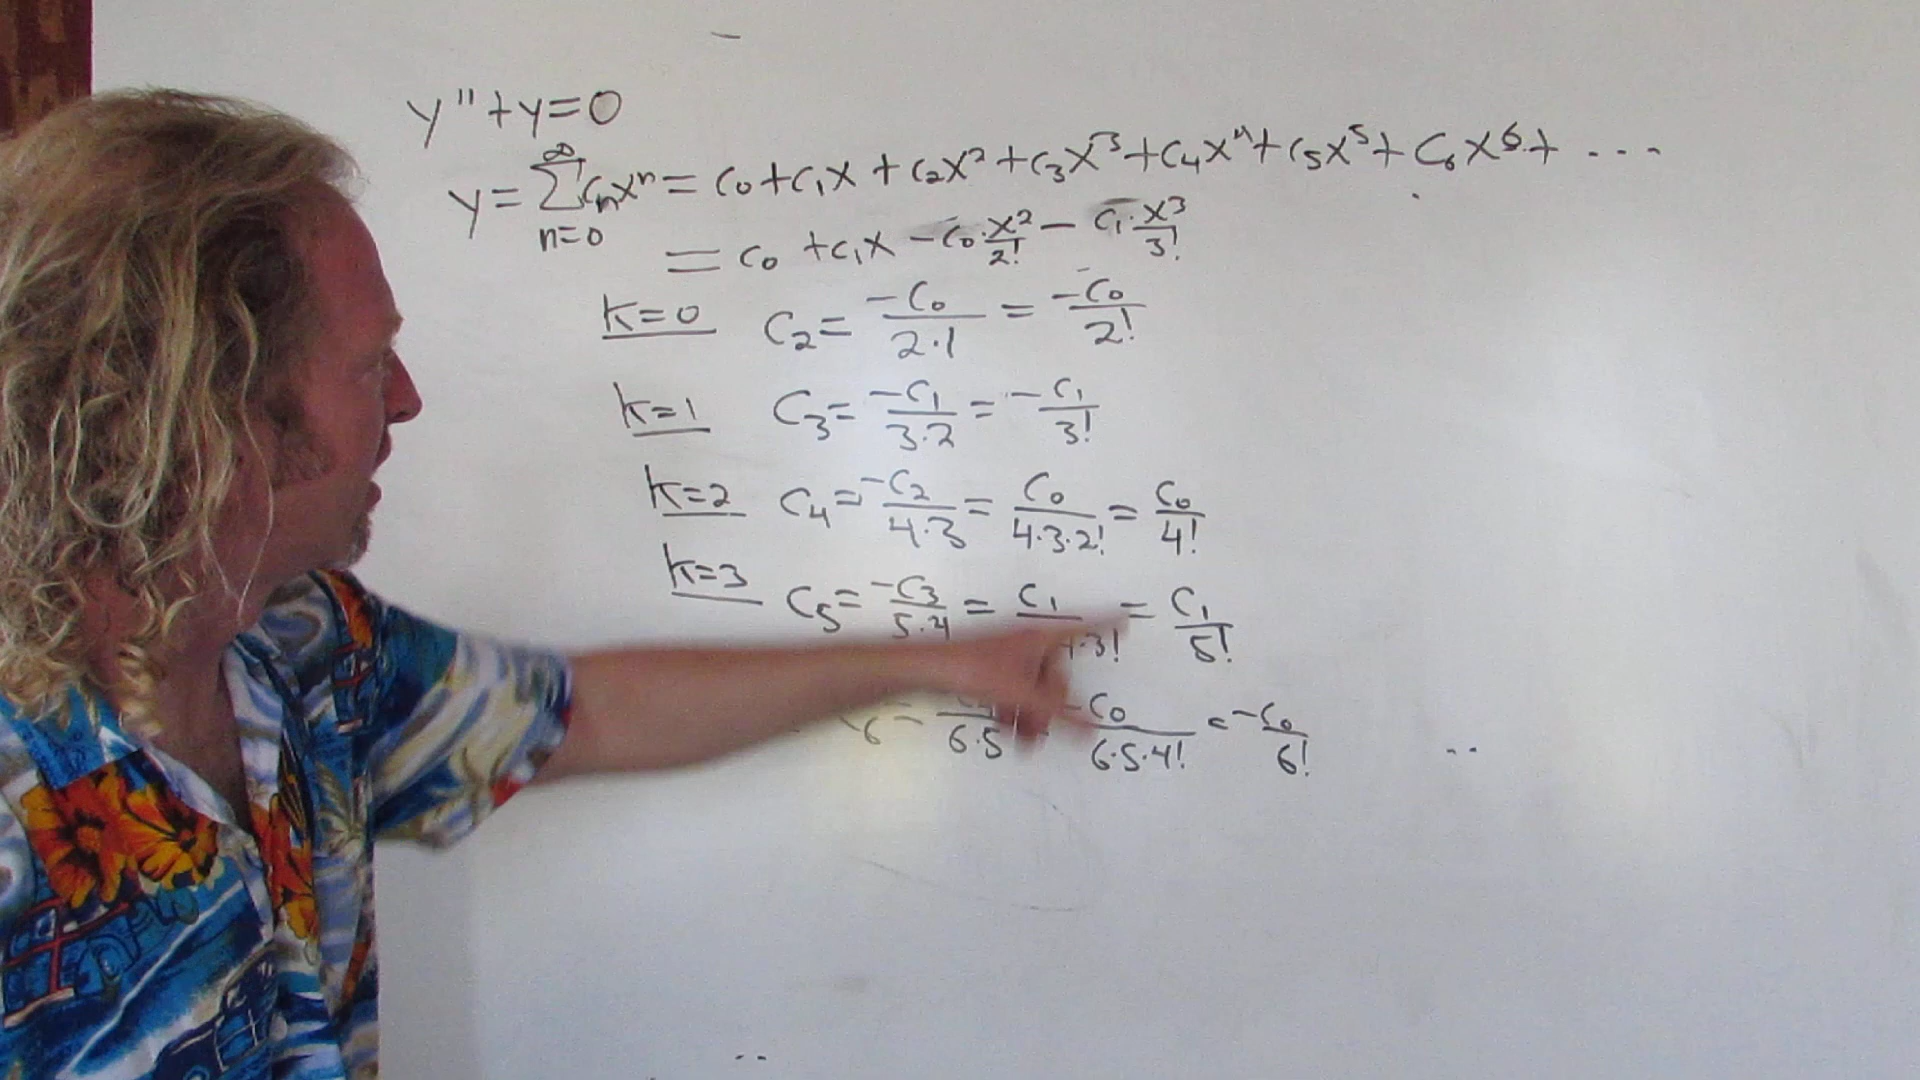 y''+y=0
y=∑_{n=0}^{∞} cₙxⁿ = c₀+c₁x+c₂x²+c₃x³+c₄x⁴+c₅x⁵+c₆x⁶+ ...
= c₀ +c₁x −c₀·x²/2! − c₁·x³/3!
k=0 c₂= −c₀/(2·1) = −c₀/2!
k=1 c₃= −c₁/(3·2) = −c₁/3!
k=2 c₄= −c₂/(4·3) = c₀/(4·3·2!) = c₀/4!
k=3 c₅= −c₃/(5·4) = c₁/( ·3!) = c₁/5!
6 = /(6·5) −c₀/(6·5·4!) = −c₀/6!